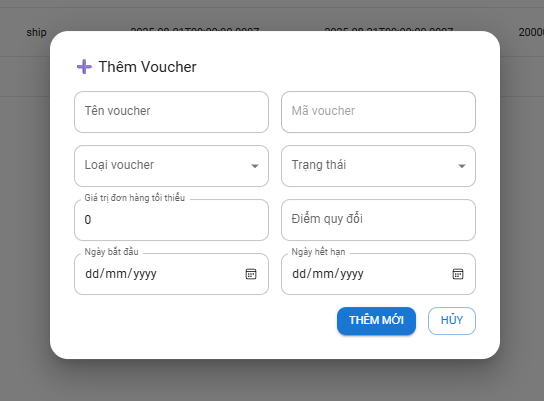 ship
➕ Thêm Voucher
Tên voucher
Mã voucher
Loại voucher
Trạng thái
Giá trị đơn hàng tối thiểu
0
Điểm quy đổi
Ngày bắt đầu
dd/mm/yyyy
Ngày hết hạn
dd/mm/yyyy
THÊM MỚI
HỦY